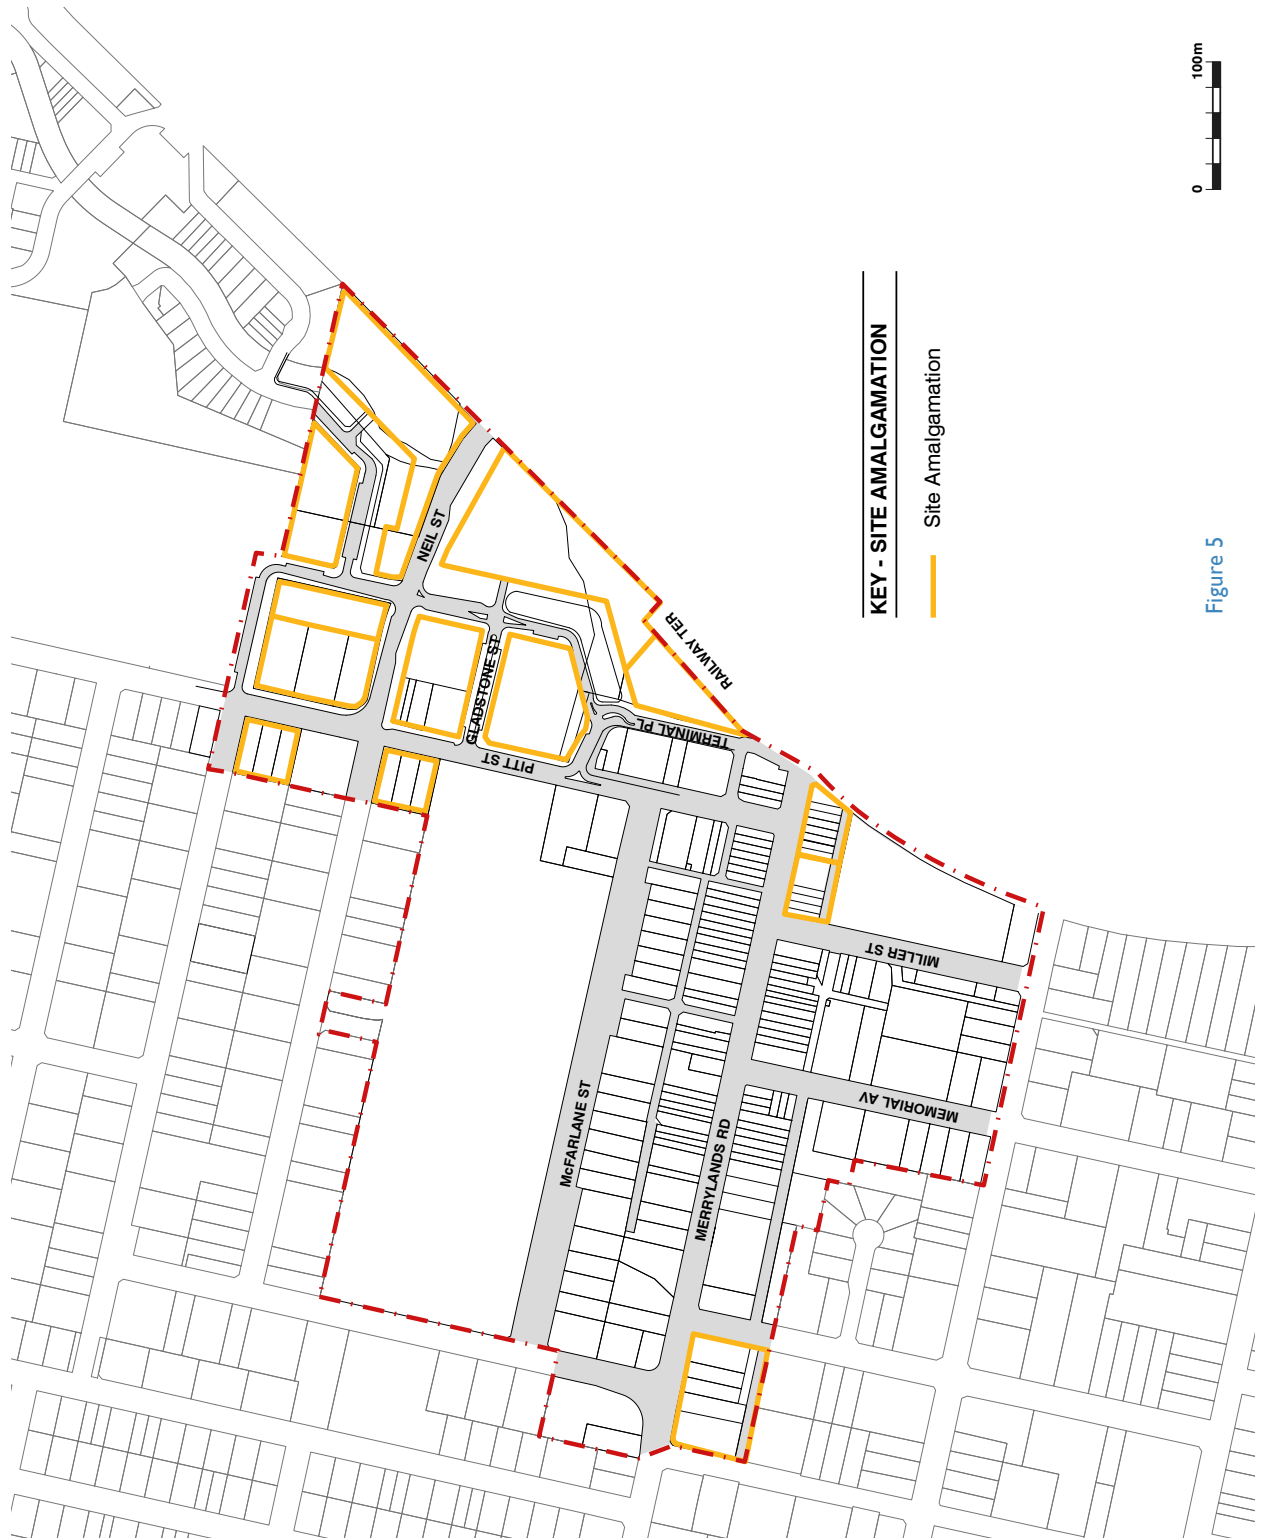 NEIL ST
GLADSTONE ST
PITT ST
TERMINAL PL
RAILWAY TER
McFARLANE ST
MERRYLANDS RD
MILLER ST
MEMORIAL AV
KEY - SITE AMALGAMATION
Site Amalgamation
0
100m
Figure 5